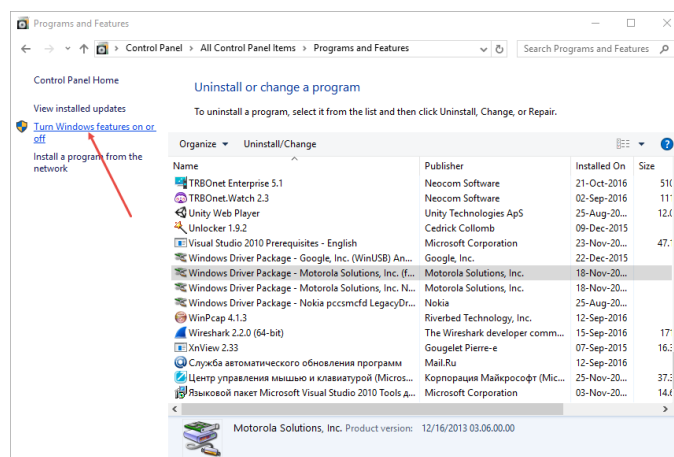 Programs and Features
Control Panel > All Control Panel Items > Programs and Features
Search Programs and Features
Control Panel Home
View installed updates
Turn Windows features on or
off
Install a program from the
network
Uninstall or change a program
To uninstall a program, select it from the list and then click Uninstall, Change, or Repair.
Organize Uninstall/Change
Name Publisher Installed On Size
TRBOnet Enterprise 5.1 Neocom Software 21-Oct-2016 510
TRBOnet.Watch 2.3 Neocom Software 02-Sep-2016
Unity Web Player Unity Technologies ApS 25-Aug-20... 12.0
Unlocker 1.9.2 Cedrick Collomb 09-Dec-2015
Visual Studio 2010 Prerequisites - English Microsoft Corporation 23-Nov-20... 47.
Windows Driver Package - Google, Inc. (WinUSB) An... Google, Inc. 22-Dec-2015
Windows Driver Package - Motorola Solutions, Inc. (f... Motorola Solutions, Inc. 18-Nov-20...
Windows Driver Package - Motorola Solutions, Inc. N... Motorola Solutions, Inc. 18-Nov-20...
Windows Driver Package - Nokia pccsmcfd LegacyDr... Nokia 25-Aug-20...
WinPcap 4.1.3 Riverbed Technology, Inc. 12-Sep-2016
Wireshark 2.2.0 (64-bit) The Wireshark developer comm... 15-Sep-2016 17
XnView 2.33 Gougelet Pierre-e 07-Sep-2015 16.
Служба автоматического обновления программ Mail.Ru 12-Sep-2016
Центр управления мышью и клавиатурой (Micros... Корпорация Майкрософт (Mic... 25-Nov-20... 37.
Языковой пакет Microsoft Visual Studio 2010 Tools д... Microsoft Corporation 03-Nov-20... 14.
Motorola Solutions, Inc. Product version: 12/16/2013 03.06.00.00